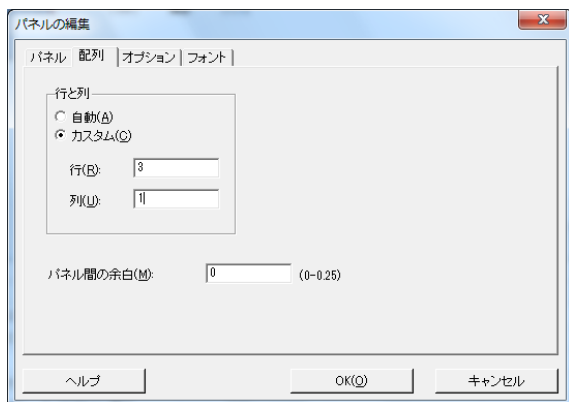 パネルの編集
パネル 配列 オプション フォント
行と列
自動(A)
カスタム(C)
行(R): 3
列(U): 1
パネル間の余白(M): 0 (0-0.25)
ヘルプ OK(O) キャンセル